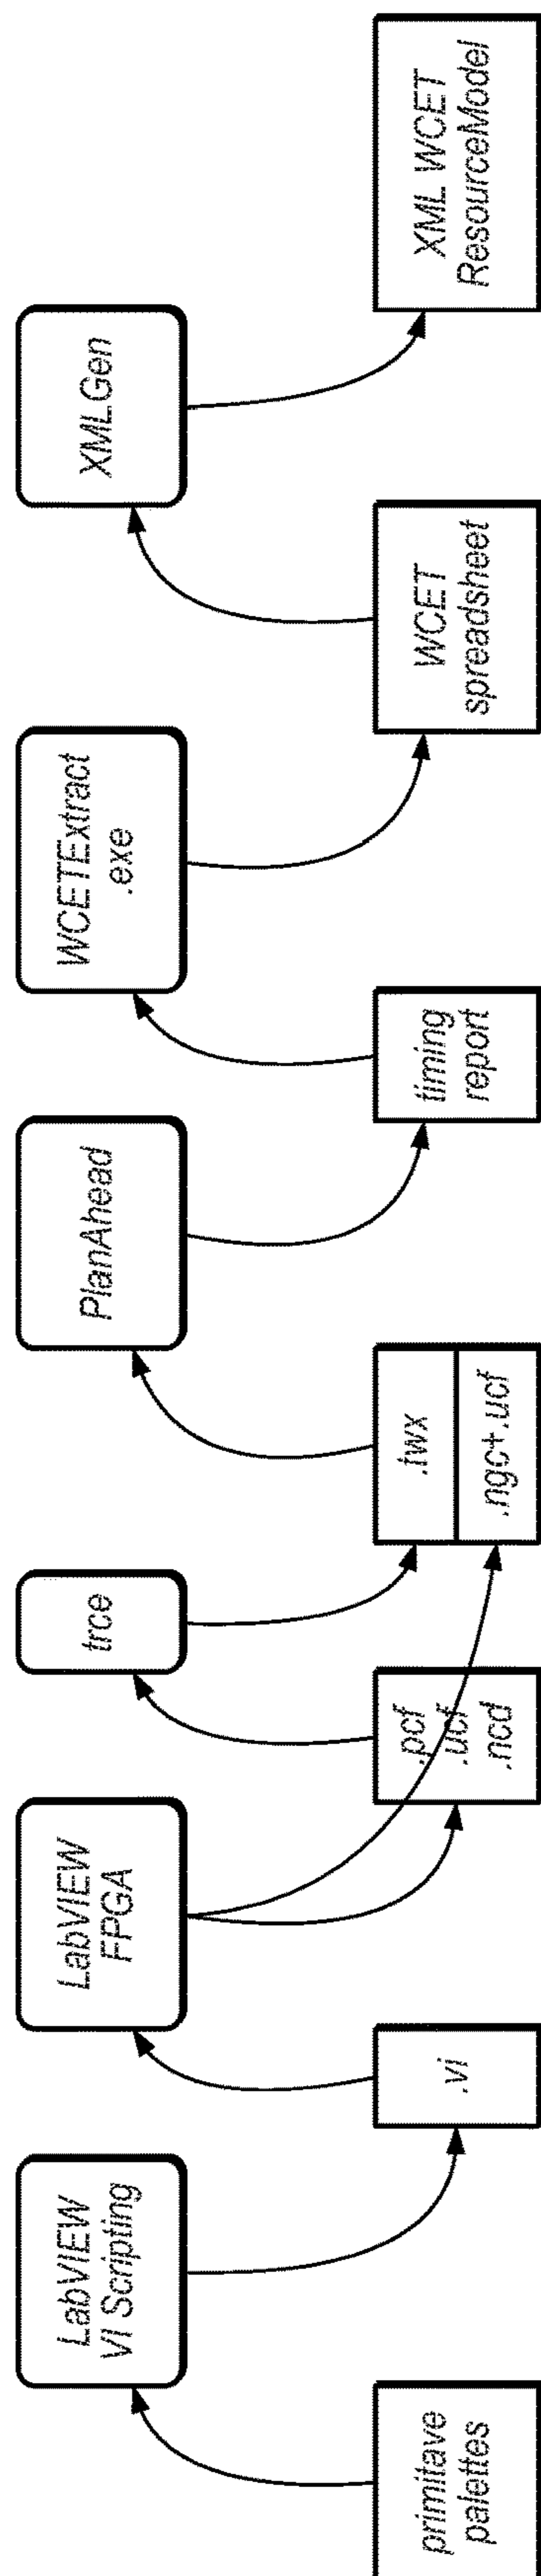 LabVIEW
VI Scripting
LabVIEW
FPGA
trce
PlanAhead
WCETExtract
.exe
XMLGen
primitave
palettes
.vi
.pcf
.ucf
.ncd
.twx
.ngc+.ucf
timing
report
WCET
spreadsheet
XML WCET
ResourceModel